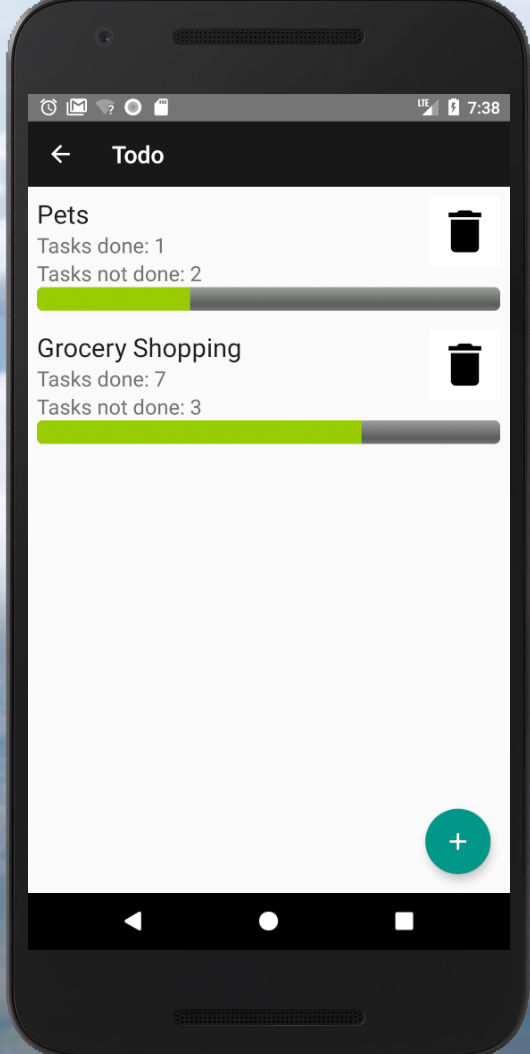 LTE 7:38
Todo
Pets
Tasks done: 1
Tasks not done: 2
Grocery Shopping
Tasks done: 7
Tasks not done: 3